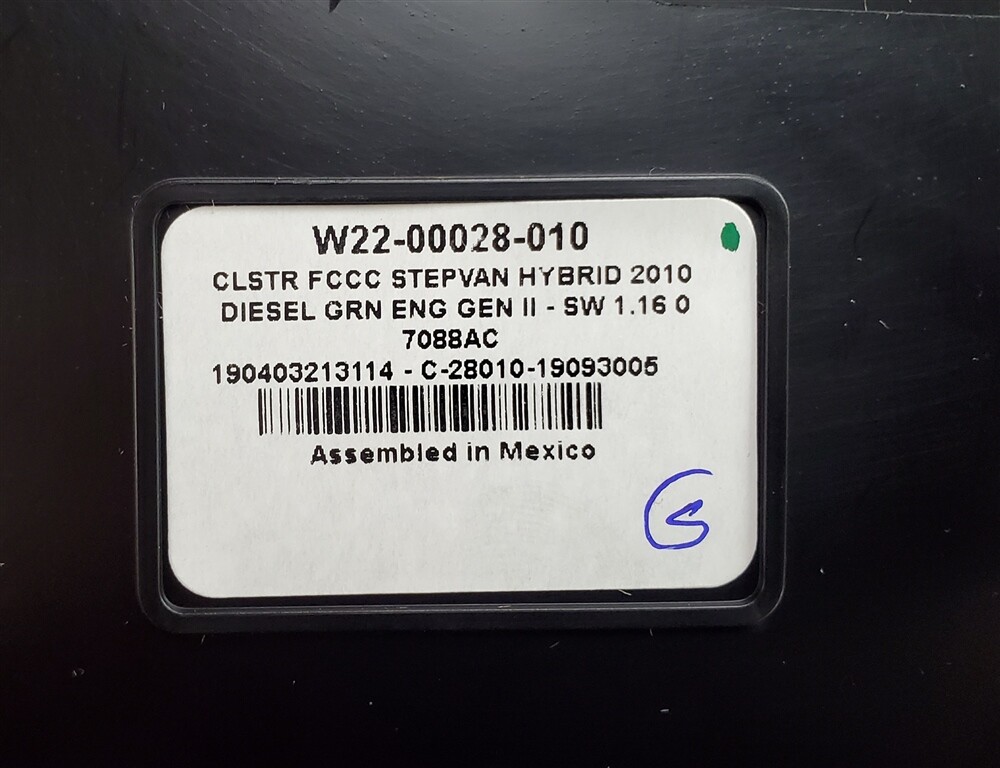 W22-00028-010
CLSTR FCCC STEPVAN HYBRID 2010
DIESEL GRN ENG GEN II - SW 1.16 0
7088AC
190403213114 - C-28010-19093005
Assembled in Mexico